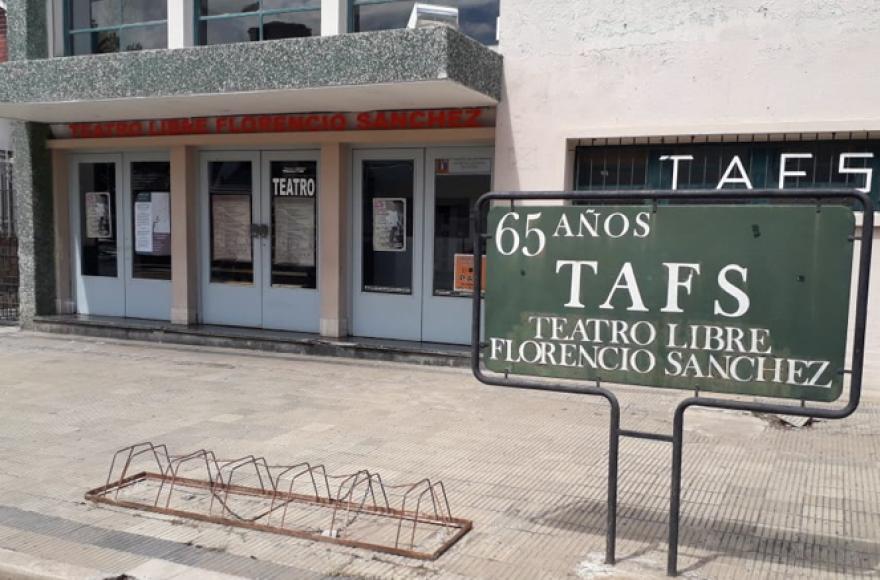 TEATRO LIBRE FLORENCIO SANCHEZ
TEATRO
TAFS
65 AÑOS
TAFS
TEATRO LIBRE
FLORENCIO SANCHEZ